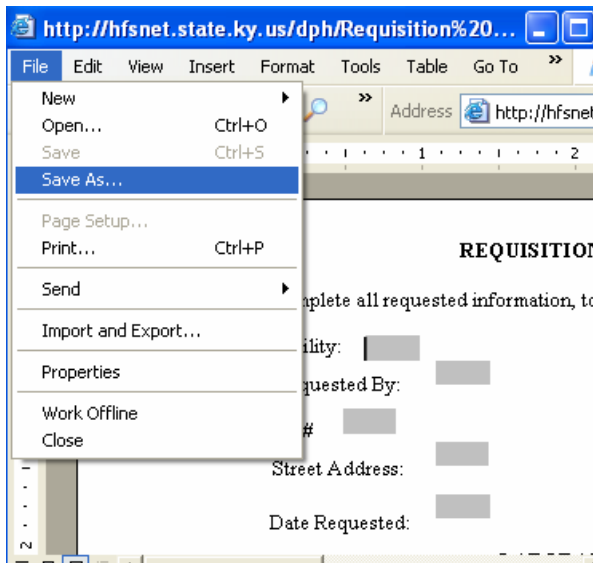 http://hfsnet.state.ky.us/dph/Requisition%20...
File Edit View Insert Format Tools Table Go To »
» Address http://hfsnet
1 2
New
Open... Ctrl+O
Save Ctrl+S
Save As...
Page Setup...
Print... Ctrl+P
Send
Import and Export...
Properties
Work Offline
Close
REQUISITION
mplete all requested information, to
ility:
quested By:
#
Street Address:
Date Requested:
2